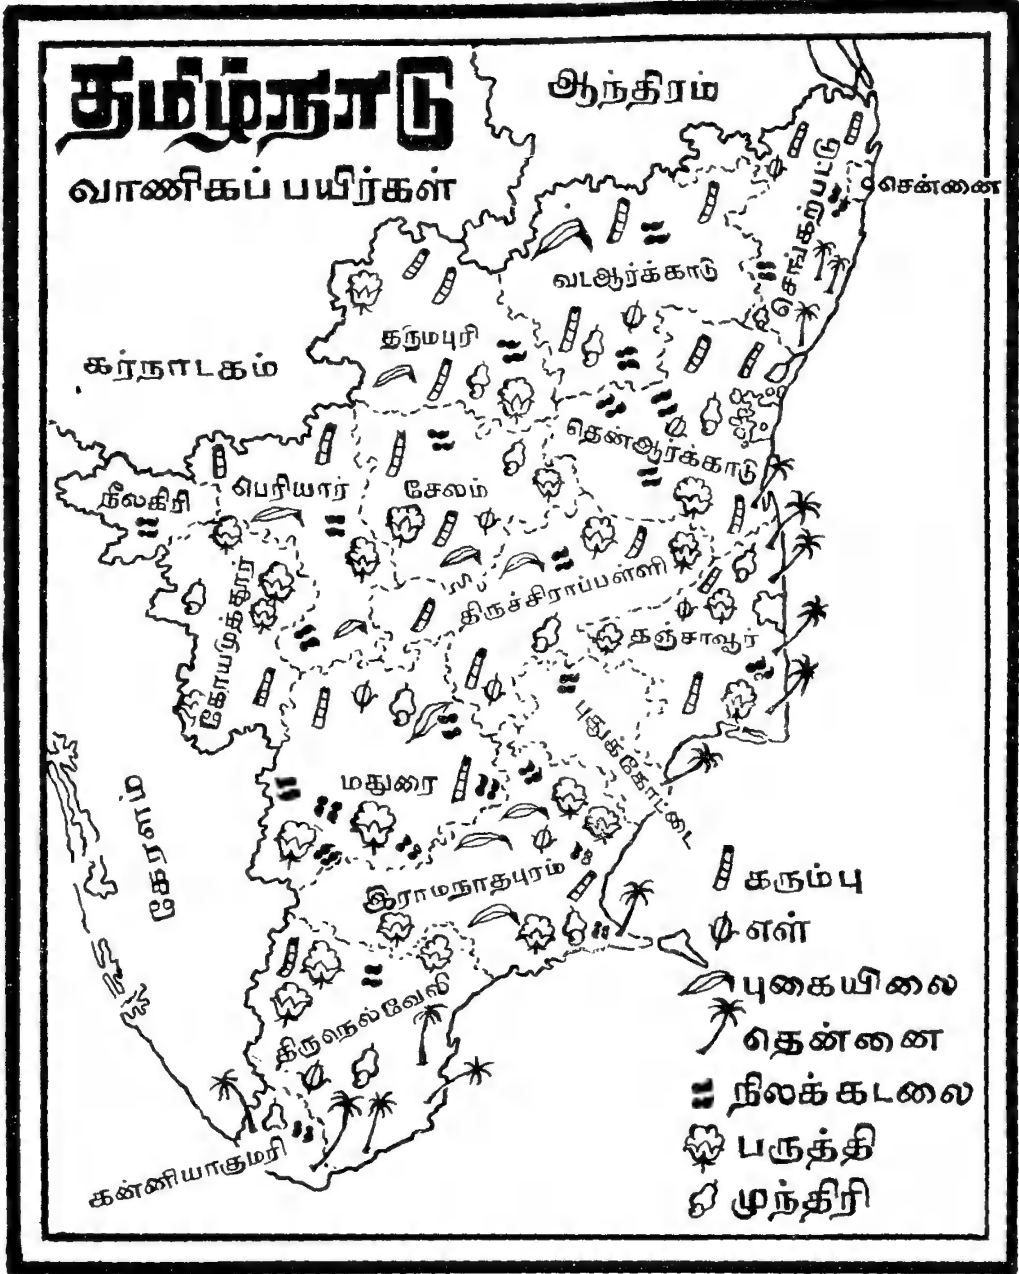 தமிழ்நாடு
வாணிகப் பயிர்கள்
ஆந்திரம்
சென்னை
செங்கற்பட்டு
வடஆர்க்காடு
தருமபுரி
கர்நாடகம்
தென்ஆர்க்காடு
நீலகிரி
பெரியார்
சேலம்
கோயமுத்தூர்
திருச்சிராப்பள்ளி
தஞ்சாவூர்
புதுக்கோட்டை
மதுரை
இராமநாதபுரம்
திருநெல்வேலி
கன்னியாகுமரி
கரும்பு
எள்
புகையிலை
தென்னை
நிலக்கடலை
பருத்தி
முந்திரி